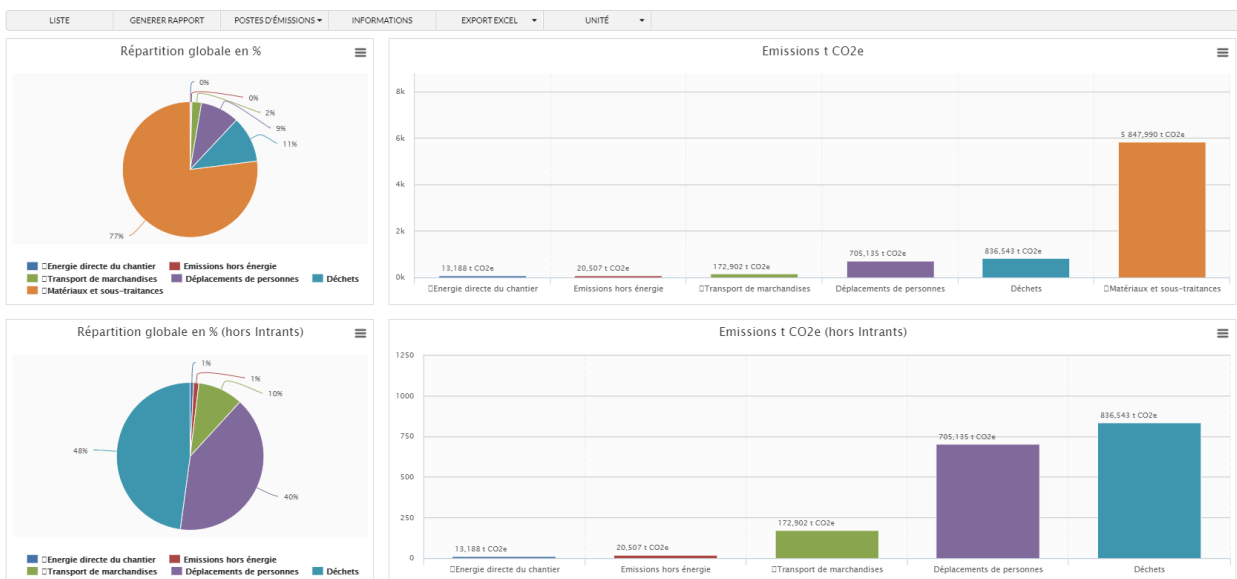 LISTE GENERER RAPPORT POSTES D'ÉMISSIONS INFORMATIONS EXPORT EXCEL UNITÉ
Répartition globale en %
0%
0%
2%
9%
11%
77%
Energie directe du chantier Emissions hors énergie
Transport de marchandises Déplacements de personnes Déchets
Matériaux et sous-traitances
Emissions t CO2e
8k
6k
4k
2k
0k
13,188 t CO2e
20,507 t CO2e
172,902 t CO2e
705,135 t CO2e
836,543 t CO2e
5 847,990 t CO2e
Energie directe du chantier Emissions hors énergie Transport de marchandises Déplacements de personnes Déchets Matériaux et sous-traitances
Répartition globale en % (hors Intrants)
1%
1%
10%
48%
40%
Energie directe du chantier Emissions hors énergie
Transport de marchandises Déplacements de personnes Déchets
Emissions t CO2e (hors Intrants)
1250
1000
750
500
250
0
13,188 t CO2e
20,507 t CO2e
172,902 t CO2e
705,135 t CO2e
836,543 t CO2e
Energie directe du chantier Emissions hors énergie Transport de marchandises Déplacements de personnes Déchets